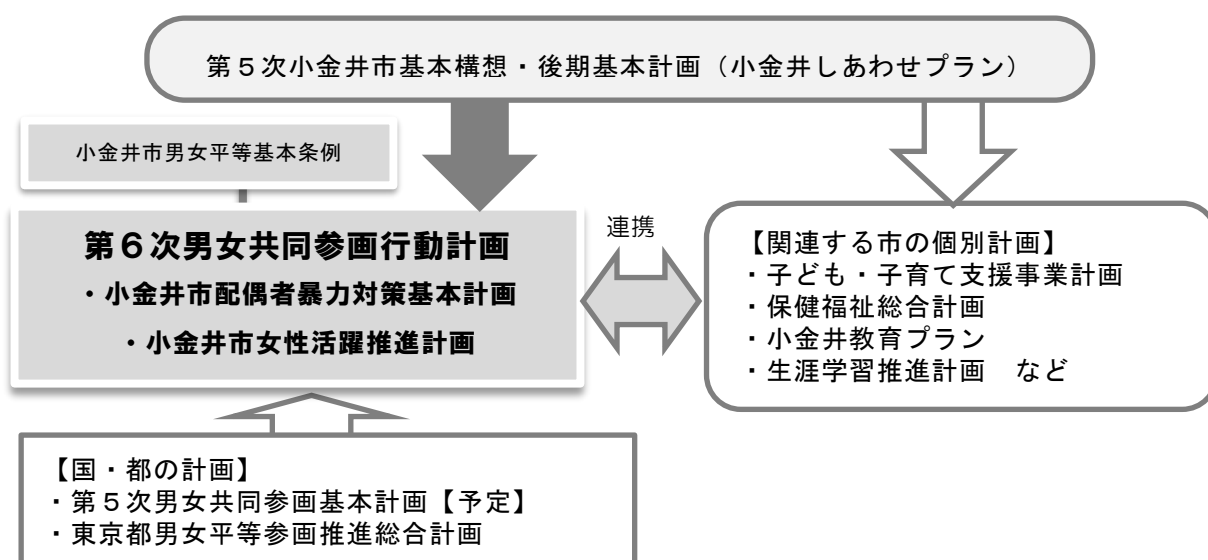 第５次小金井市基本構想・後期基本計画（小金井しあわせプラン）
小金井市男女平等基本条例
第６次男女共同参画行動計画
・小金井市配偶者暴力対策基本計画
・小金井市女性活躍推進計画
連携
【関連する市の個別計画】
・子ども・子育て支援事業計画
・保健福祉総合計画
・小金井教育プラン
・生涯学習推進計画　など
【国・都の計画】
・第５次男女共同参画基本計画【予定】
・東京都男女平等参画推進総合計画